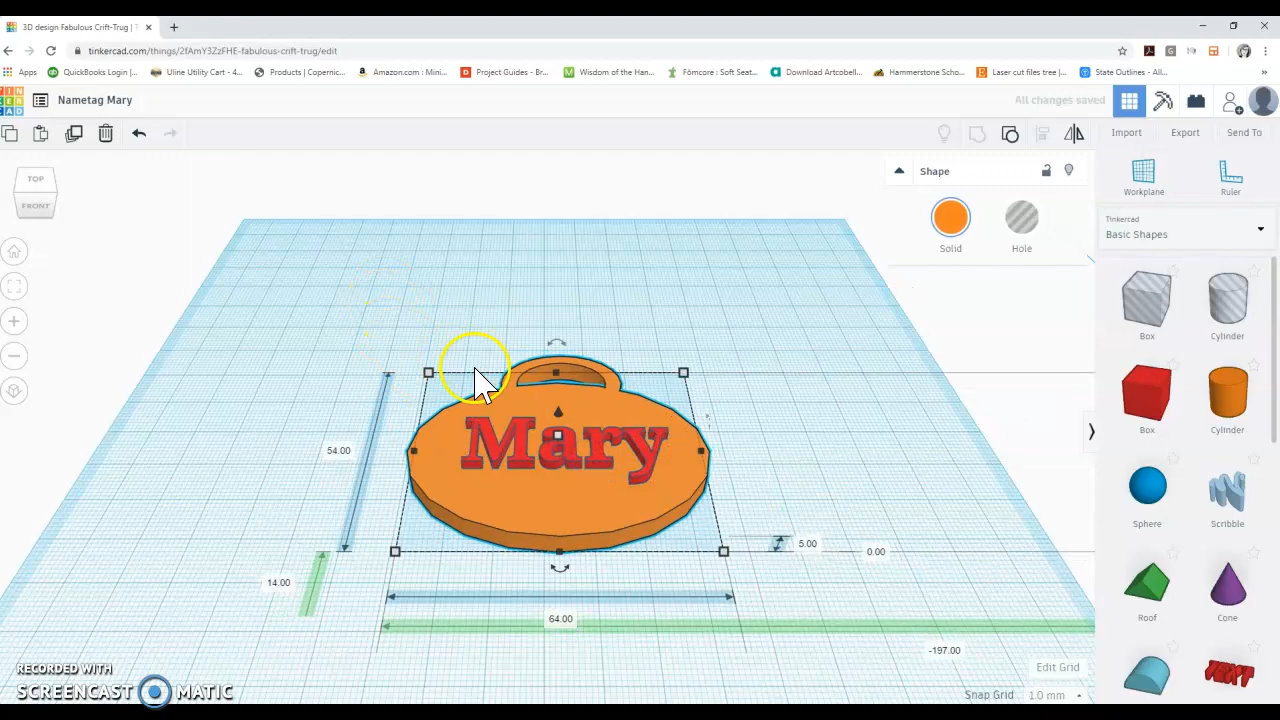 3D design Fabulous Crift-Trug | T
tinkercad.com/things/2fAmY3ZzFHE-fabulous-crift-trug/edit
Apps
QuickBooks Login |...
Uline Utility Cart - 4...
Products | Copernic...
Amazon.com : Mini...
Project Guides - Br...
Wisdom of the Han...
Fōmcore : Soft Seat...
Download Artcobell...
Hammerstone Scho...
Laser cut files tree j...
State Outlines - All...
TIN
KER
CAD
Nametag Mary
All changes saved
Import
Export
Send To
TOP
FRONT
Shape
Solid
Hole
Workplane
Ruler
Tinkercad
Basic Shapes
Box
Cylinder
Box
Cylinder
Sphere
Scribble
Roof
Cone
TEXT
Mary
54.00
14.00
5.00
0.00
64.00
-197.00
Edit Grid
Snap Grid 1.0 mm
RECORDED WITH
SCREENCAST MATIC